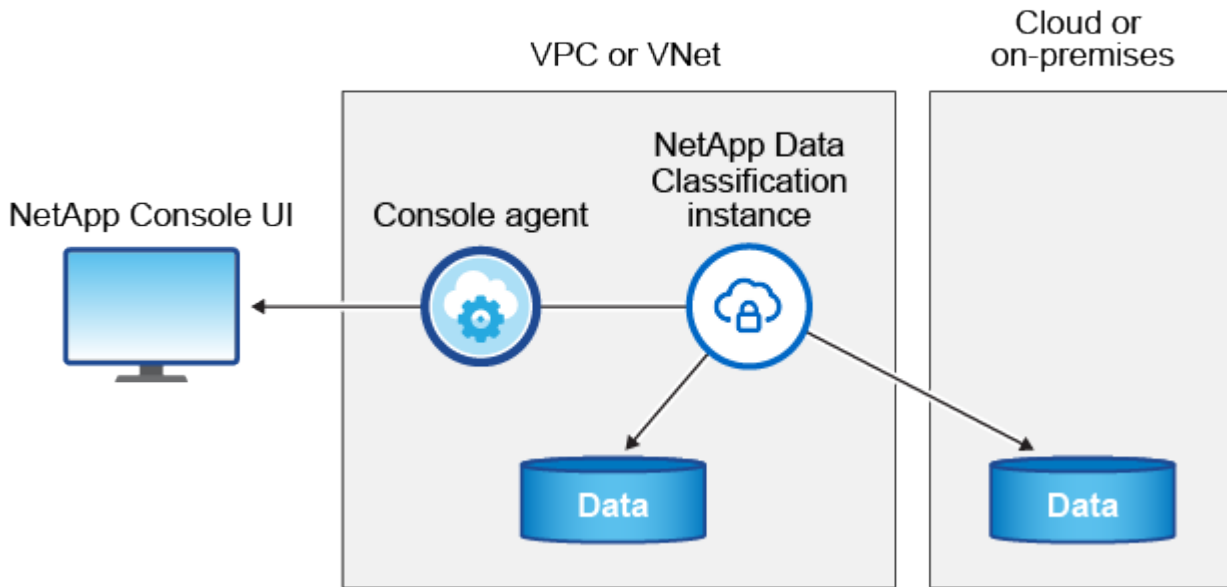 Cloud or
on-premises
VPC or VNet
NetApp Data
Classification
instance
NetApp Console UI
Console agent
Data
Data